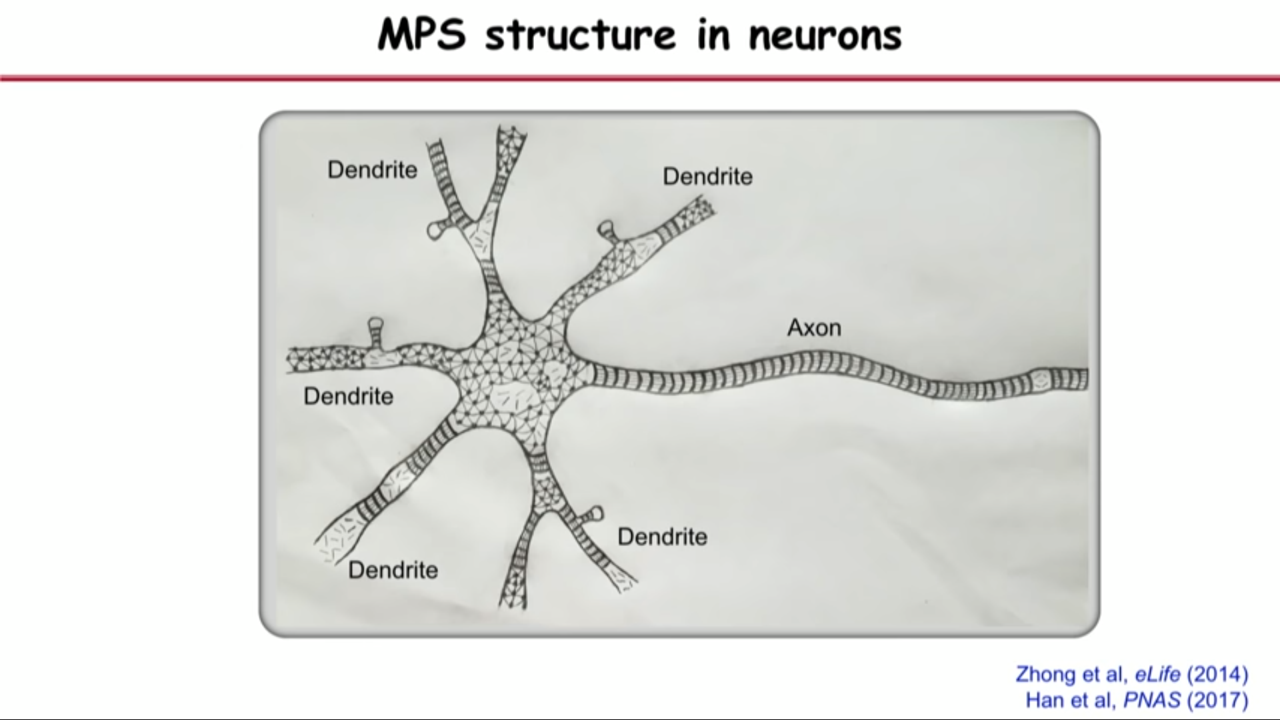 MPS structure in neurons
Dendrite
Dendrite
Axon
Dendrite
Dendrite
Dendrite
Zhong et al, eLife (2014)
Han et al, PNAS (2017)